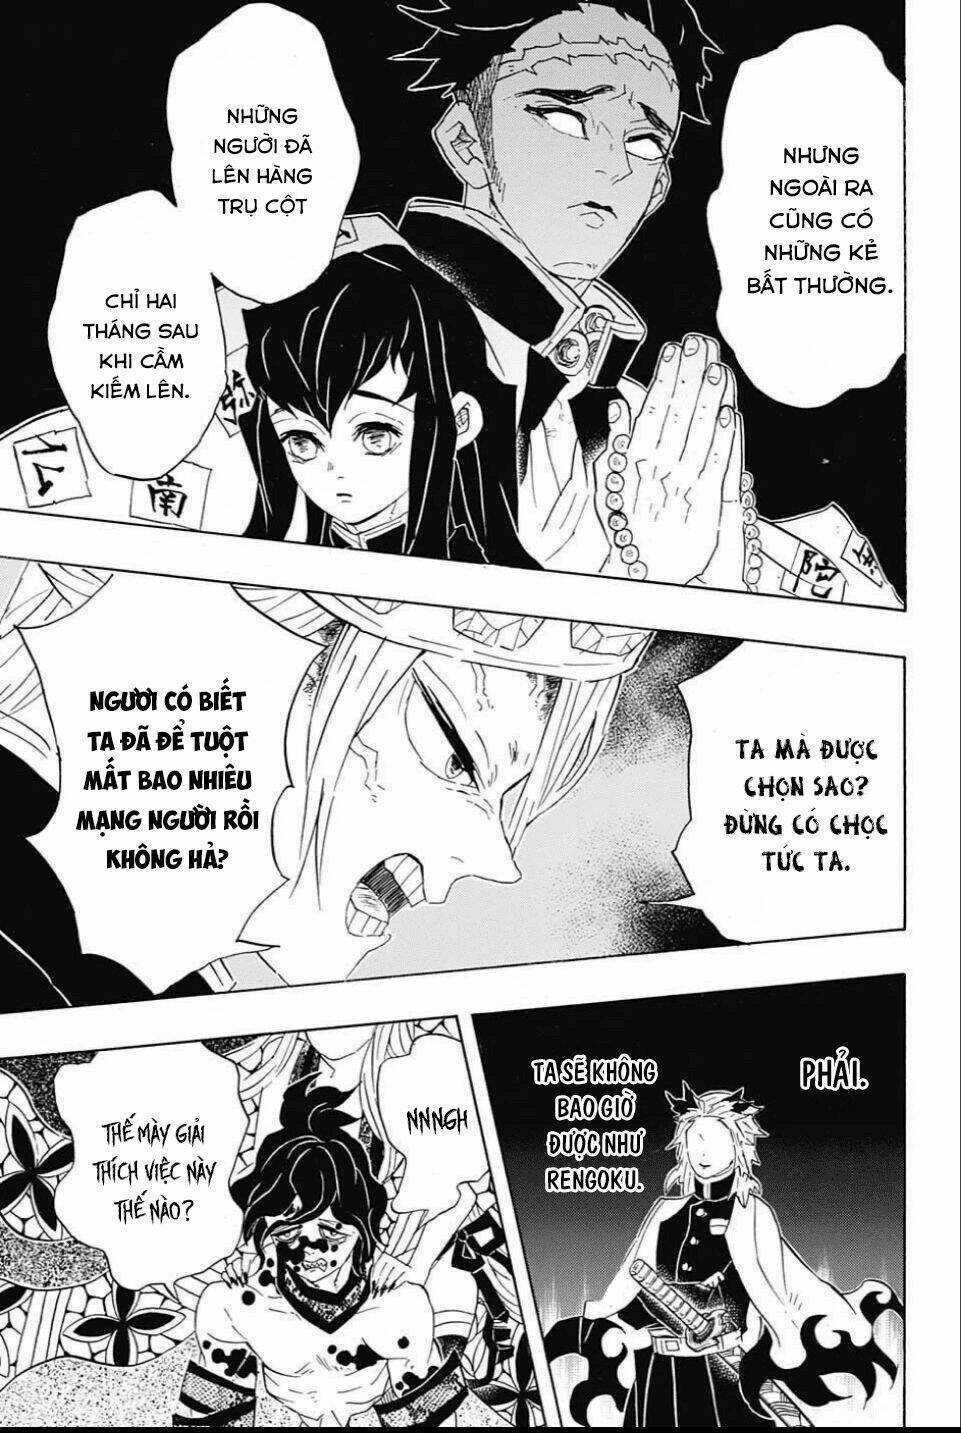 NHƯNG
NGOÀI RA
CŨNG CÓ
NHỮNG KẺ
BẤT THƯỜNG.
NHỮNG
NGƯỜI ĐÃ
LÊN HÀNG
TRỤ CỘT
CHỈ HAI
THÁNG SAU
KHI CẦM
KIẾM LÊN.
南
TA MÀ ĐƯỢC
CHỌN SAO?
ĐỪNG CÓ CHỌC
TỨC TA.
NGƯƠI CÓ BIẾT
TA ĐÃ ĐỂ TUỘT
MẤT BAO NHIÊU
MẠNG NGƯỜI RỒI
KHÔNG HẢ?
PHẢI.
TA SẼ KHÔNG
BAO GIỜ
ĐƯỢC NHƯ
RENGOKU.
NNNGH
THẾ MÀY GIẢI
THÍCH VIỆC NÀY
THẾ NÀO?